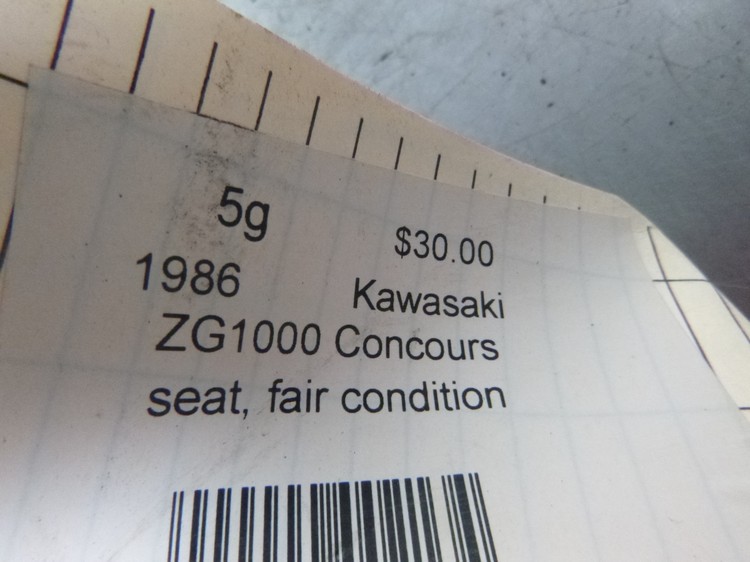 5g $30.00
1986 Kawasaki
ZG1000 Concours
seat, fair condition